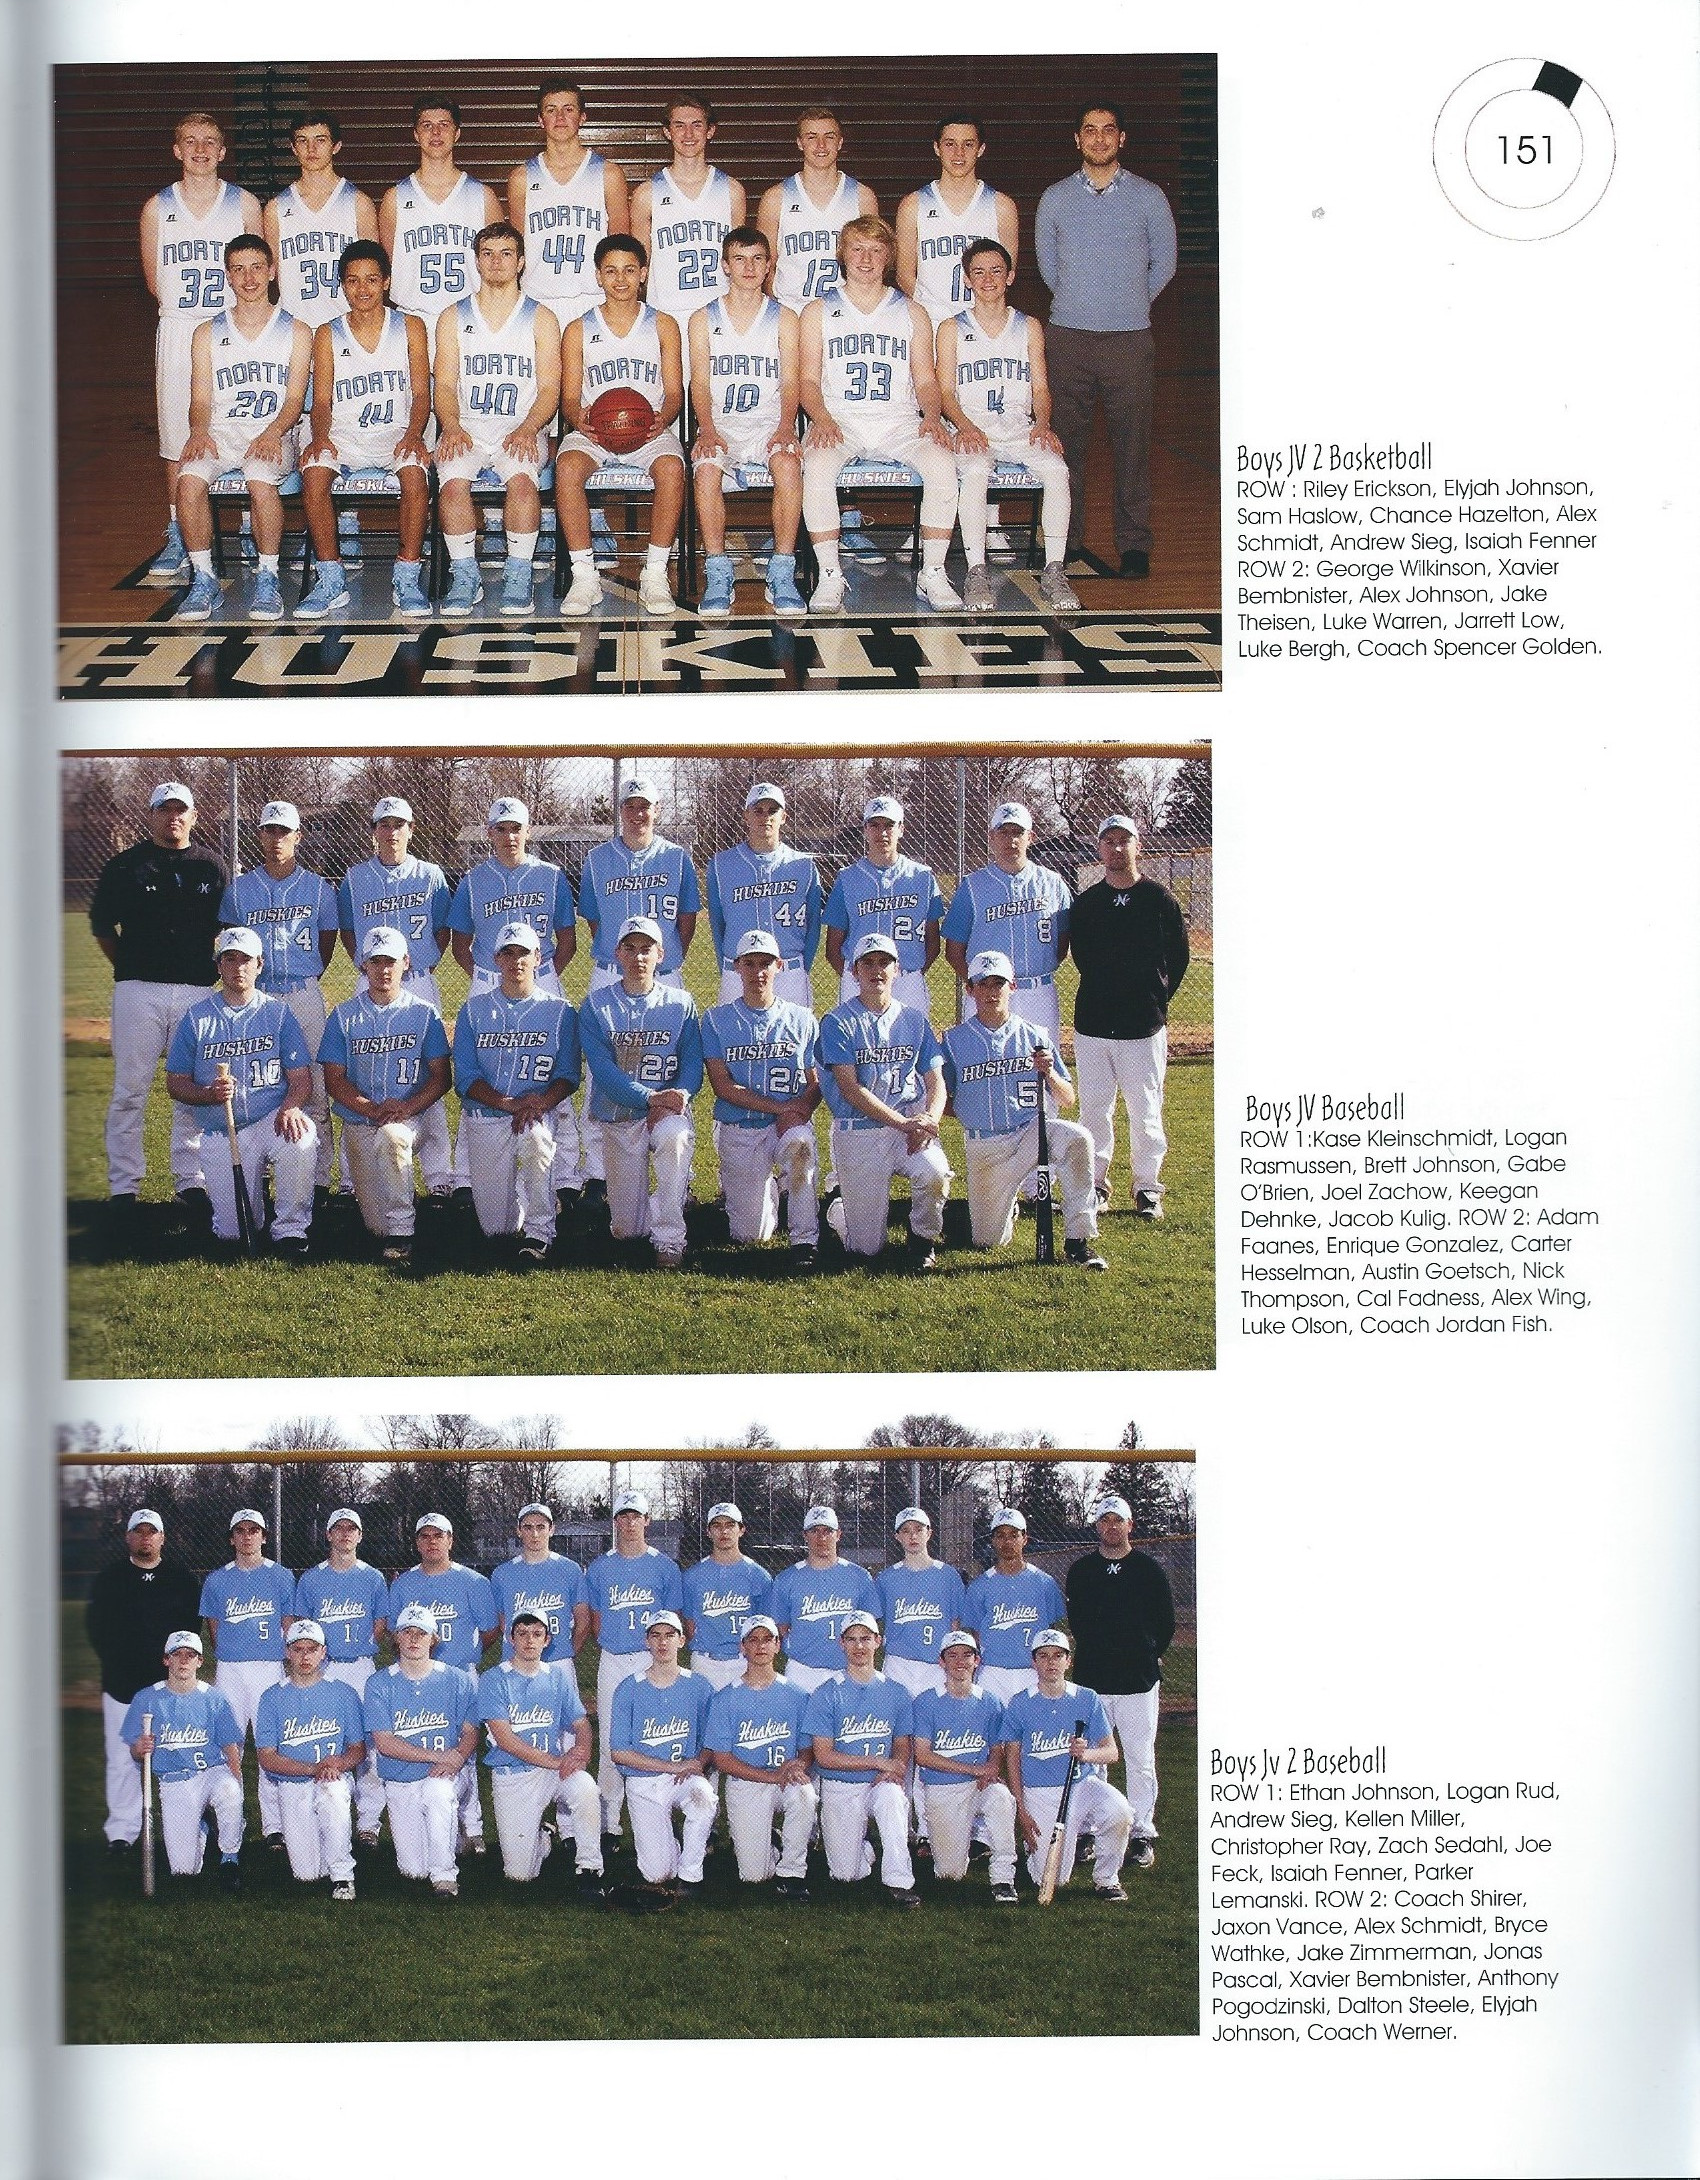 151
NORTH NORTH NORTH NORTH NORTH NORTH
32 34 55 44 22 12
NORTH NORTH NORTH NORTH NORTH NORTH
20 14 40 10 33 4
HUSKIES HUSKIES HUSKIES
HUSKIES
Boys JV 2 Basketball
ROW : Riley Erickson, Elyjah Johnson,
Sam Haslow, Chance Hazelton, Alex
Schmidt, Andrew Sieg, Isaiah Fenner
ROW 2: George Wilkinson, Xavier
Bembnister, Alex Johnson, Jake
Theisen, Luke Warren, Jarrett Low,
Luke Bergh, Coach Spencer Golden.
HUSKIES HUSKIES HUSKIES HUSKIES HUSKIES HUSKIES HUSKIES
4 7 13 19 44 24 8
HUSKIES HUSKIES HUSKIES HUSKIES HUSKIES HUSKIES HUSKIES
10 11 12 22 5
Boys JV Baseball
ROW 1:Kase Kleinschmidt, Logan
Rasmussen, Brett Johnson, Gabe
O'Brien, Joel Zachow, Keegan
Dehnke, Jacob Kulig. ROW 2: Adam
Faanes, Enrique Gonzalez, Carter
Hesselman, Austin Goetsch, Nick
Thompson, Cal Fadness, Alex Wing,
Luke Olson, Coach Jordan Fish.
Huskies Huskies Huskies Huskies Huskies Huskies Huskies Huskies
5 11 14 15 1 9 7
Huskies Huskies Huskies Huskies Huskie Huskies Huskies Huskie Huski
6 17 18 2 16 12
Boys Jv 2 Baseball
ROW 1: Ethan Johnson, Logan Rud,
Andrew Sieg, Kellen Miller,
Christopher Ray, Zach Sedahl, Joe
Feck, Isaiah Fenner, Parker
Lemanski. ROW 2: Coach Shirer,
Jaxon Vance, Alex Schmidt, Bryce
Wathke, Jake Zimmerman, Jonas
Pascal, Xavier Bembnister, Anthony
Pogodzinski, Dalton Steele, Elyjah
Johnson, Coach Werner.